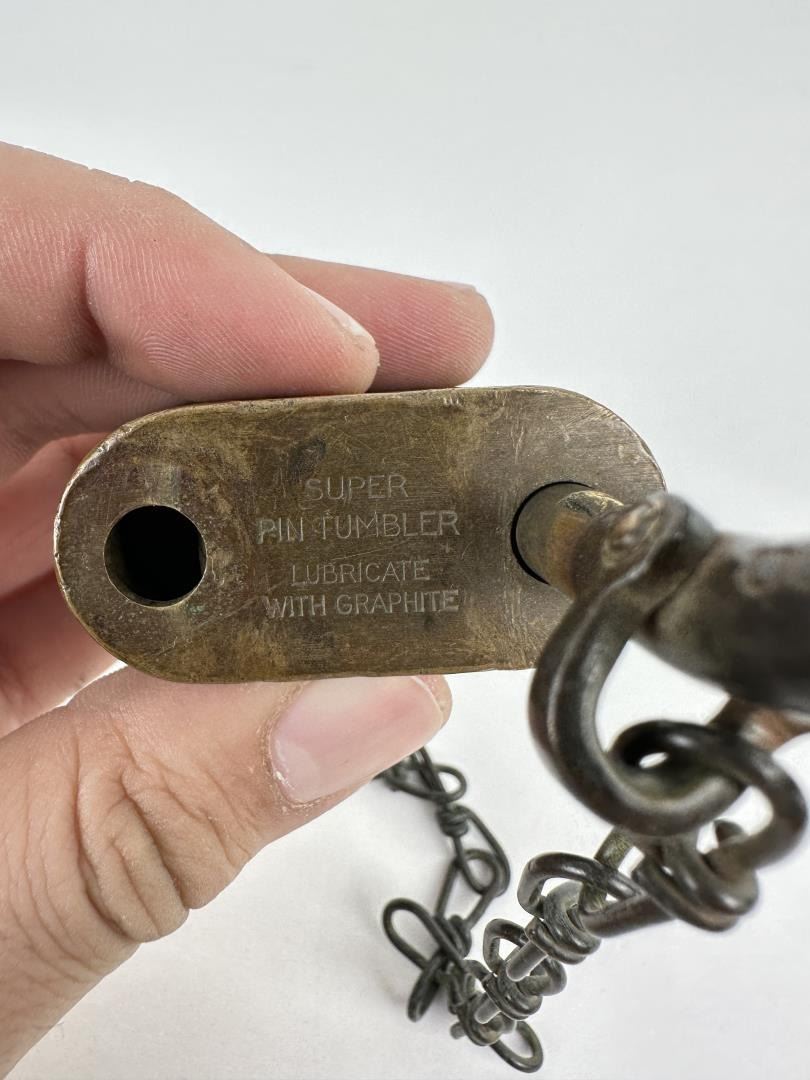 SUPER
PIN TUMBLER
LUBRICATE
WITH GRAPHITE